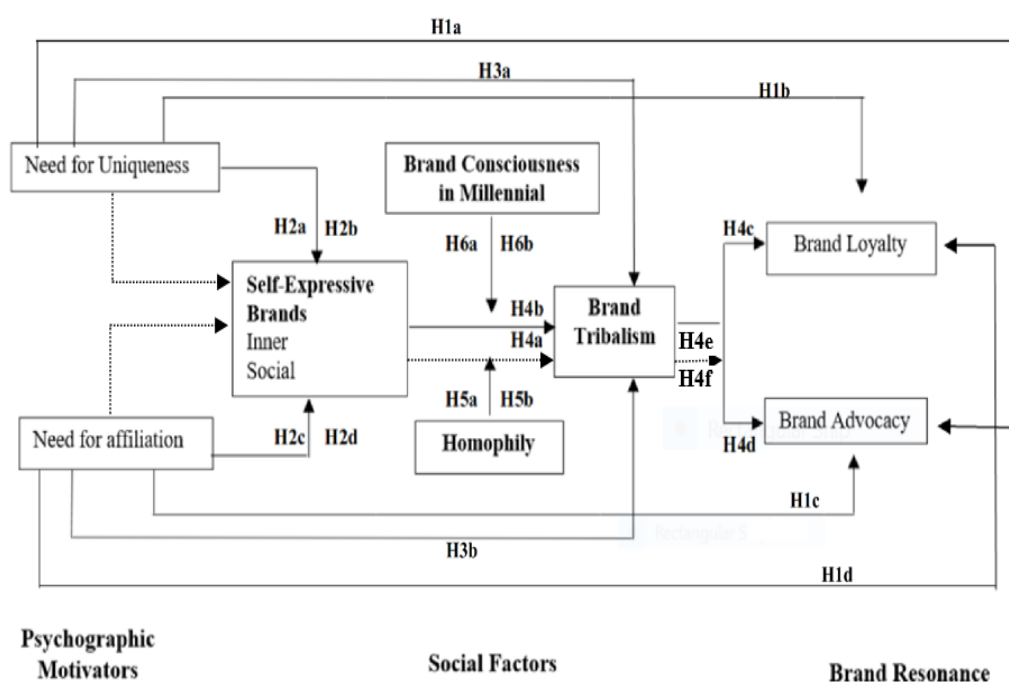 H1a
H3a
H1b
Need for Uniqueness
Brand Consciousness
in Millennial
H2a H2b
H6a H6b
H4c
Brand Loyalty
Self-Expressive
Brands
Inner
Social
H4b
H4a
Brand
Tribalism
H4e
H4f
H5a H5b
Need for affiliation
H2c H2d
Homophily
Brand Advocacy
H4d
H1c
Rectangular S
H3b
H1d
Psychographic
Motivators
Social Factors
Brand Resonance